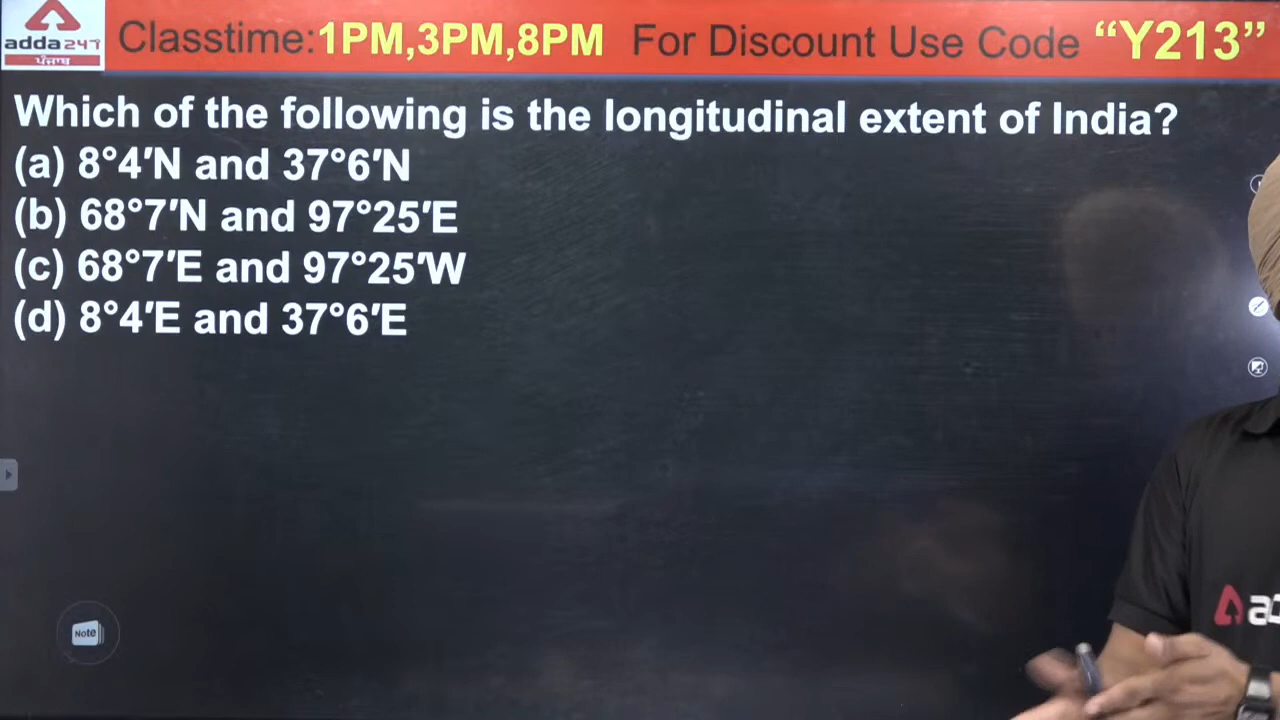 adda247
ਪੰਜਾਬ
Classtime:1PM,3PM,8PM For Discount Use Code “Y213”
Which of the following is the longitudinal extent of India?
(a) 8°4′N and 37°6′N
(b) 68°7′N and 97°25′E
(c) 68°7′E and 97°25′W
(d) 8°4′E and 37°6′E
Note